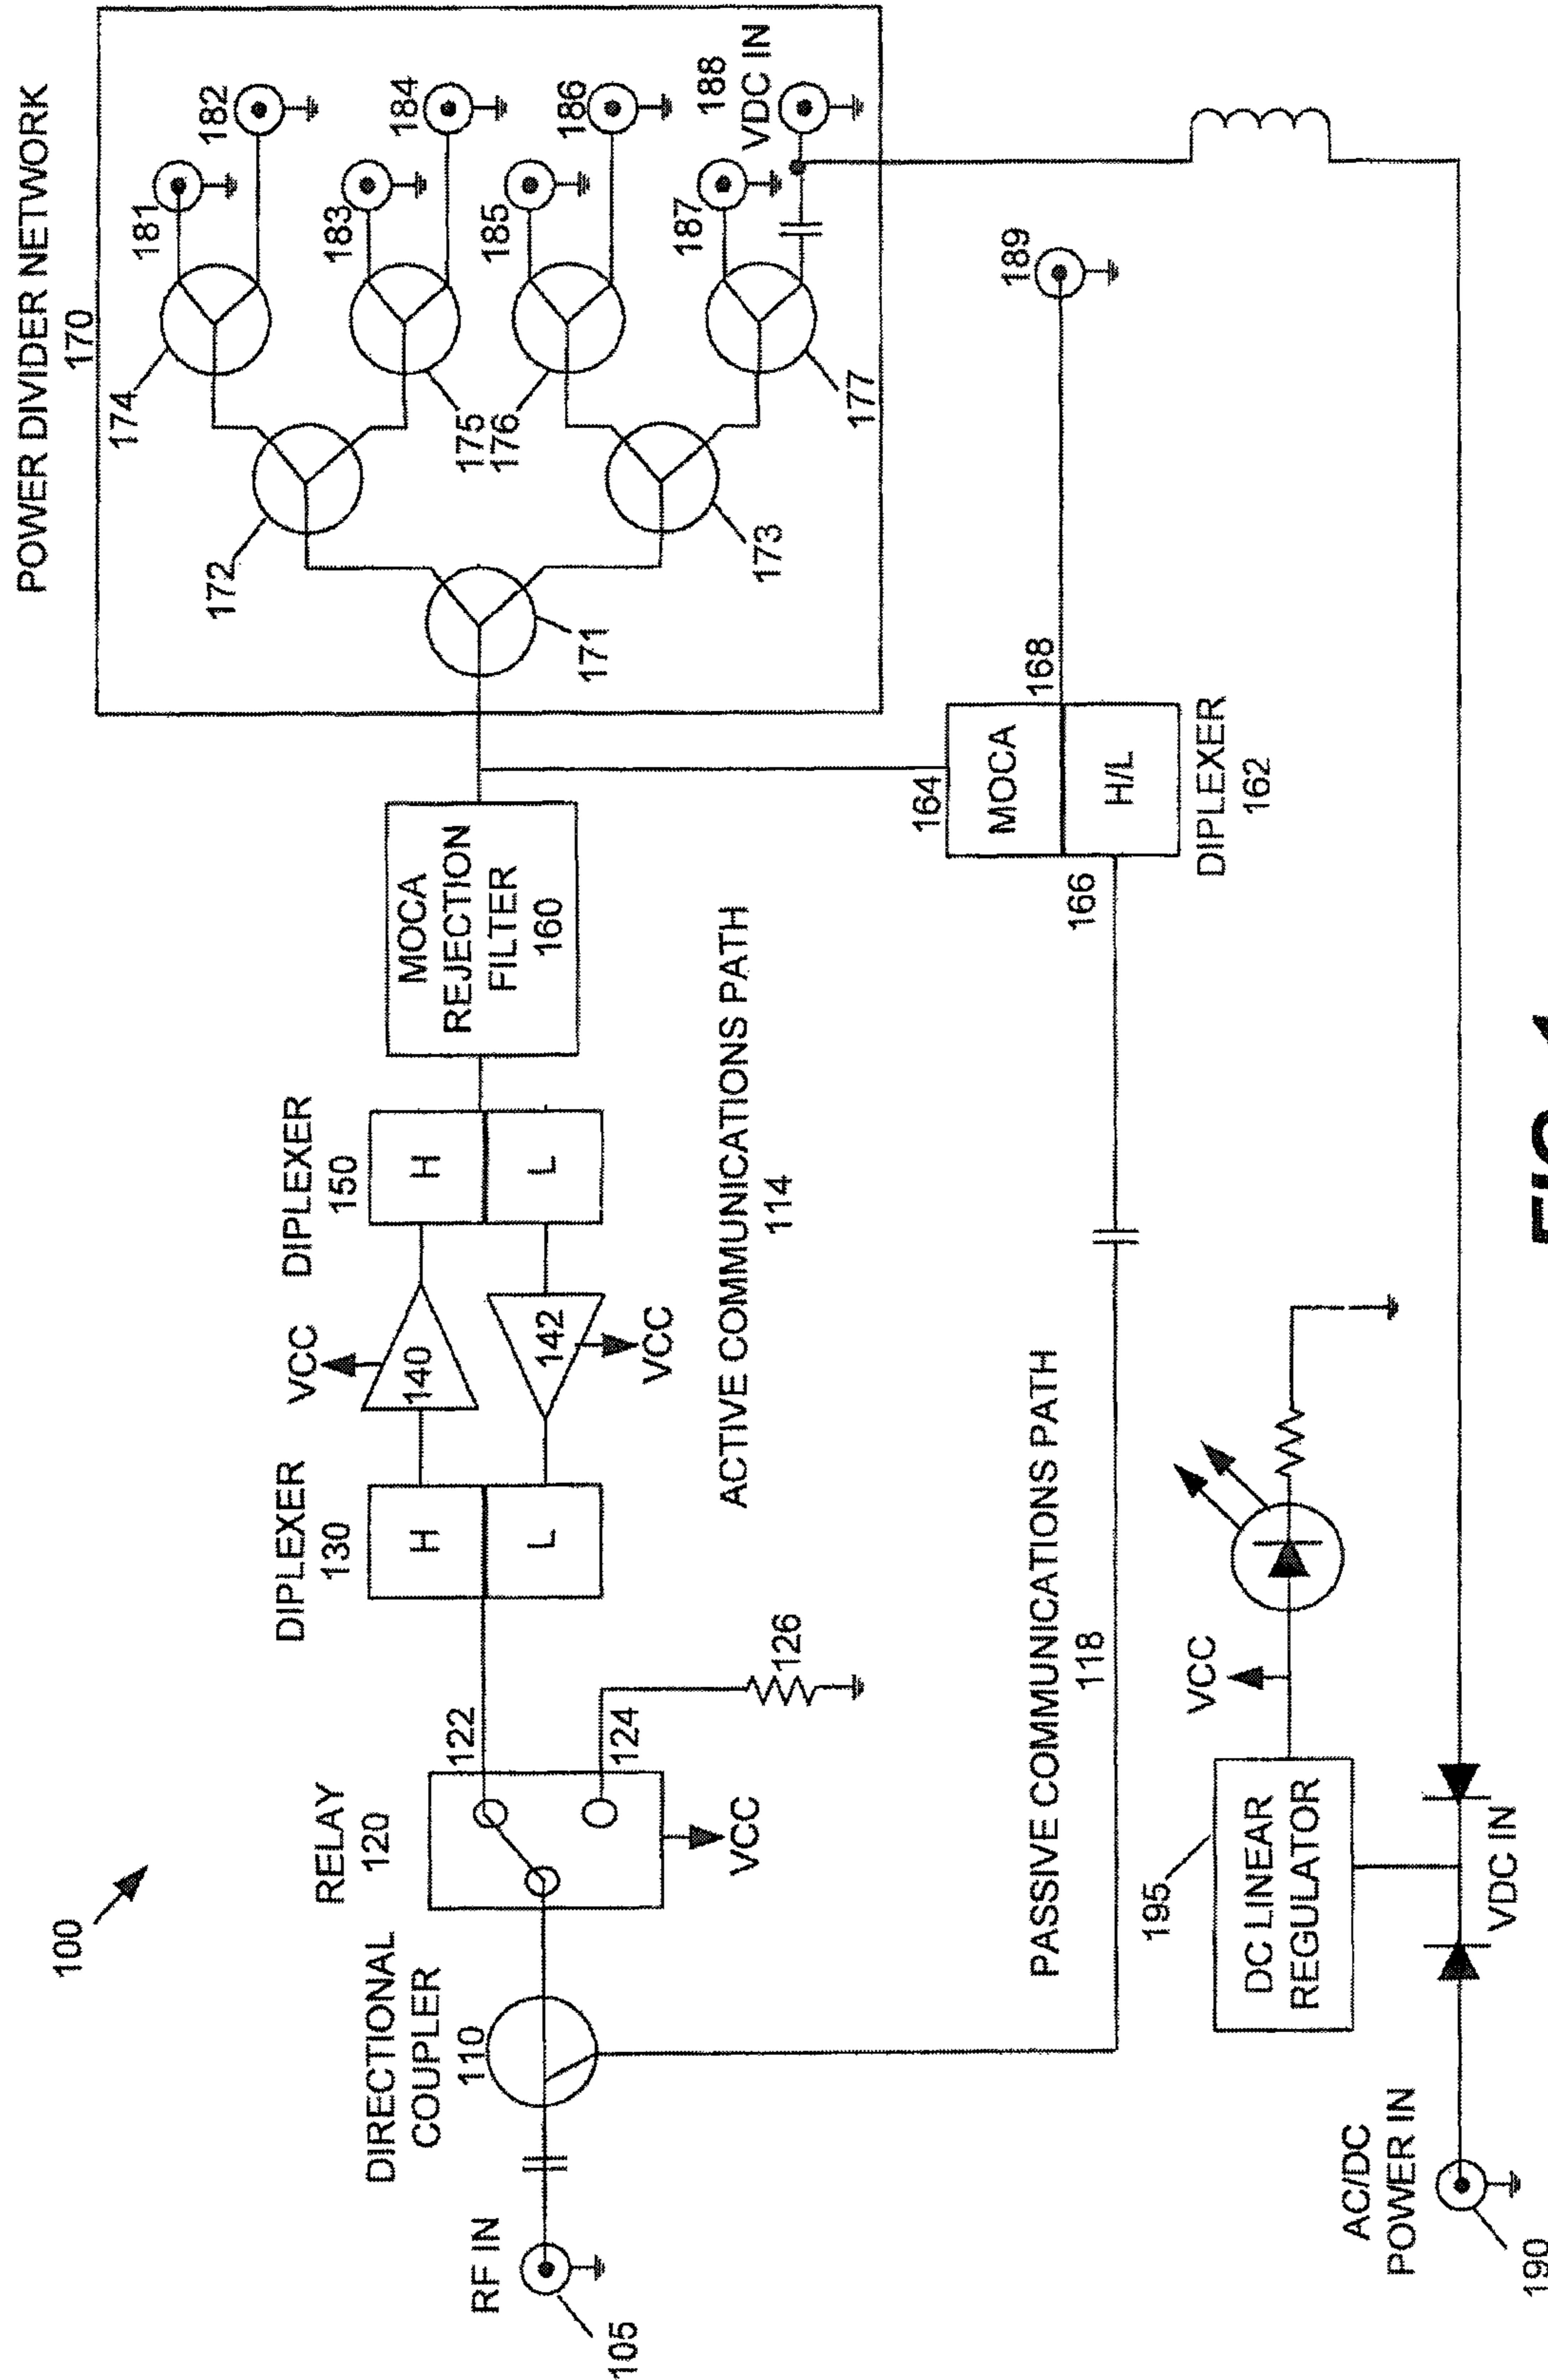 100
POWER DIVIDER NETWORK
170
181
182
183
184
185
186
187
188
VDC IN
174
175
176
177
172
173
171
RF IN
105
DIRECTIONAL
COUPLER
110
RELAY
120
122
124
VCC
126
DIPLEXER
130
H
L
VCC
140
142
VCC
DIPLEXER
150
H
L
MOCA
REJECTION
FILTER
160
ACTIVE COMMUNICATIONS PATH
114
164
MOCA
168
189
166
H/L
DIPLEXER
162
PASSIVE COMMUNICATIONS PATH
118
195
DC LINEAR
REGULATOR
VCC
AC/DC
POWER IN
190
VDC IN